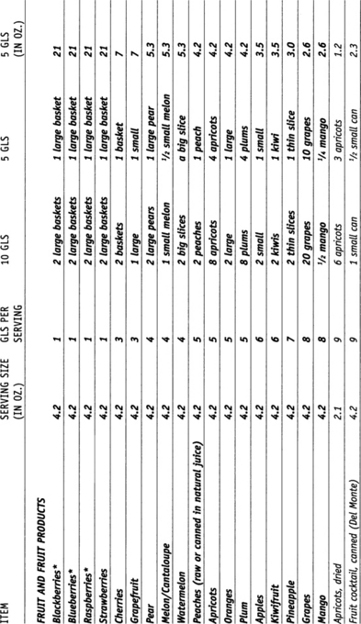 ITEM SERVING SIZE (IN OZ.) GLS PER SERVING 10 GLS 5 GLS 5 GLS (IN OZ.)
FRUIT AND FRUIT PRODUCTS
Blackberries* 4.2 1 2 large baskets 1 large basket 21
Blueberries* 4.2 1 2 large baskets 1 large basket 21
Raspberries* 4.2 1 2 large baskets 1 large basket 21
Strawberries 4.2 1 2 large baskets 1 large basket 21
Cherries 4.2 3 2 baskets 1 basket 7
Grapefruit 4.2 3 1 large 1 small 7
Pear 4.2 4 2 large pears 1 large pear 5.3
Melon/Cantaloupe 4.2 4 1 small melon ½ small melon 5.3
Watermelon 4.2 4 2 big slices a big slice 5.3
Peaches (raw or canned in natural juice) 4.2 5 2 peaches 1 peach 4.2
Apricots 4.2 5 8 apricots 4 apricots 4.2
Oranges 4.2 5 2 large 1 large 4.2
Plum 4.2 5 8 plums 4 plums 4.2
Apples 4.2 6 2 small 1 small 3.5
Kiwifruit 4.2 6 2 kiwis 1 kiwi 3.5
Pineapple 4.2 7 2 thin slices 1 thin slice 3.0
Grapes 4.2 8 20 grapes 10 grapes 2.6
Mango 4.2 8 ½ mango ¼ mango 2.6
Apricots, dried 2.1 9 6 apricots 3 apricots 1.2
Fruit cocktail, canned (Del Monte) 4.2 9 1 small can ½ small can 2.3